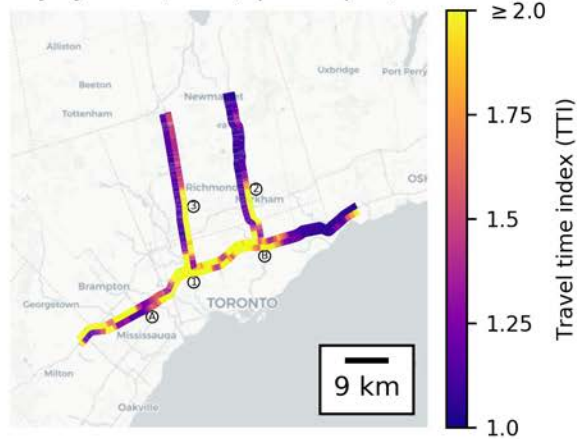 Alliston
Beeton
Tottenham
Uxbridge
Port Perry
Newmarket
Richmond
Markham
OSH
Brampton
Georgetown
TORONTO
Mississauga
Milton
Oakville
3
2
1
B
A
9 km
≥ 2.0
1.75
1.5
1.25
1.0
Travel time index (TTI)